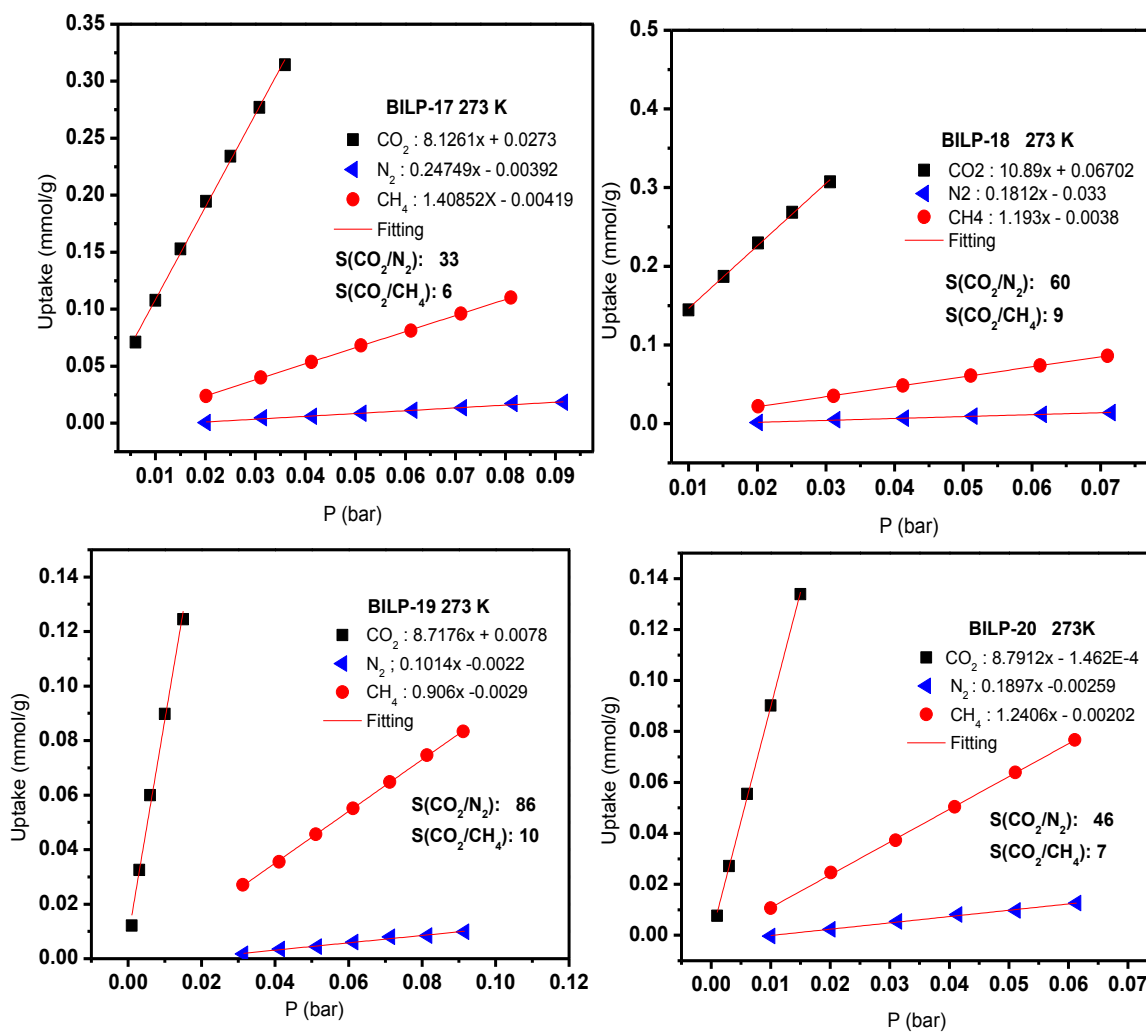 BILP-17 273 K
CO2 : 8.1261x + 0.0273
N2 : 0.24749x - 0.00392
CH4 : 1.40852X - 0.00419
Fitting
S(CO2/N2): 33
S(CO2/CH4): 6
Uptake (mmol/g)
0.35
0.30
0.25
0.20
0.15
0.10
0.05
0.00
0.01 0.02 0.03 0.04 0.05 0.06 0.07 0.08 0.09
P (bar)
BILP-18 273 K
CO2 : 10.89x + 0.06702
N2 : 0.1812x - 0.033
CH4 : 1.193x - 0.0038
Fitting
S(CO2/N2): 60
S(CO2/CH4): 9
Uptake (mmol/g)
0.5
0.4
0.3
0.2
0.1
0.0
0.01 0.02 0.03 0.04 0.05 0.06 0.07
P (bar)
BILP-19 273 K
CO2 : 8.7176x + 0.0078
N2 ; 0.1014x -0.0022
CH4 : 0.906x -0.0029
Fitting
S(CO2/N2): 86
S(CO2/CH4): 10
Uptake (mmol/g)
0.14
0.12
0.10
0.08
0.06
0.04
0.02
0.00
0.00 0.02 0.04 0.06 0.08 0.10 0.12
P (bar)
BILP-20 273K
CO2 : 8.7912x - 1.462E-4
N2 : 0.1897x -0.00259
CH4 : 1.2406x - 0.00202
Fitting
S(CO2/N2): 46
S(CO2/CH4): 7
Uptake (mmol/g)
0.14
0.12
0.10
0.08
0.06
0.04
0.02
0.00
0.00 0.01 0.02 0.03 0.04 0.05 0.06 0.07
P (bar)